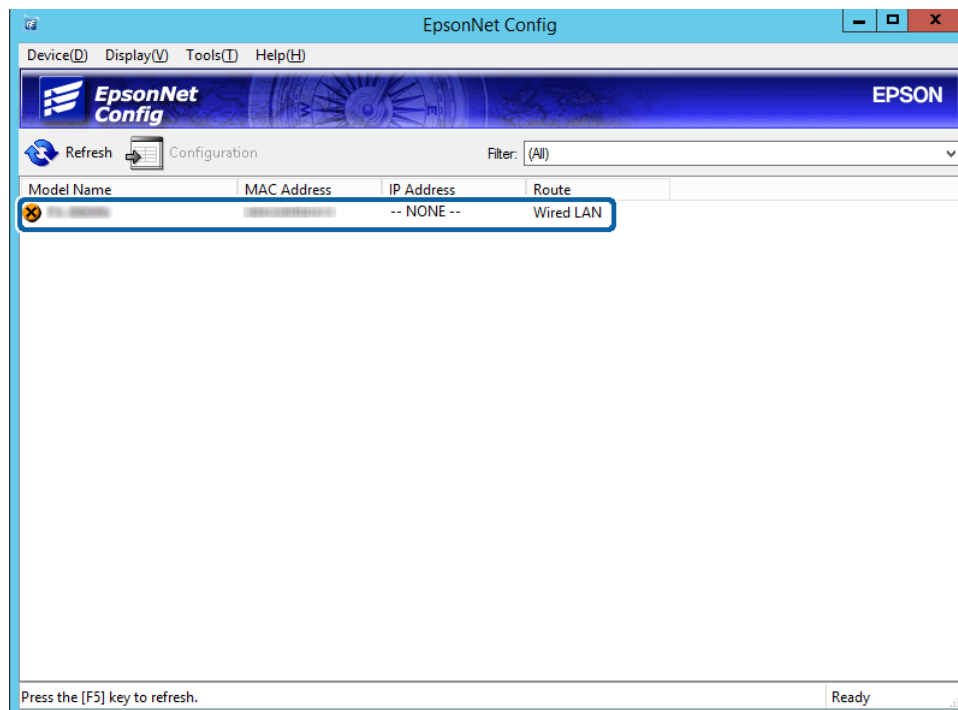 EpsonNet Config
Device(D) Display(V) Tools(T) Help(H)
EpsonNet
Config
EPSON
Refresh Configuration Filter: (All)
Model Name MAC Address IP Address Route
-- NONE -- Wired LAN
Press the [F5] key to refresh. Ready